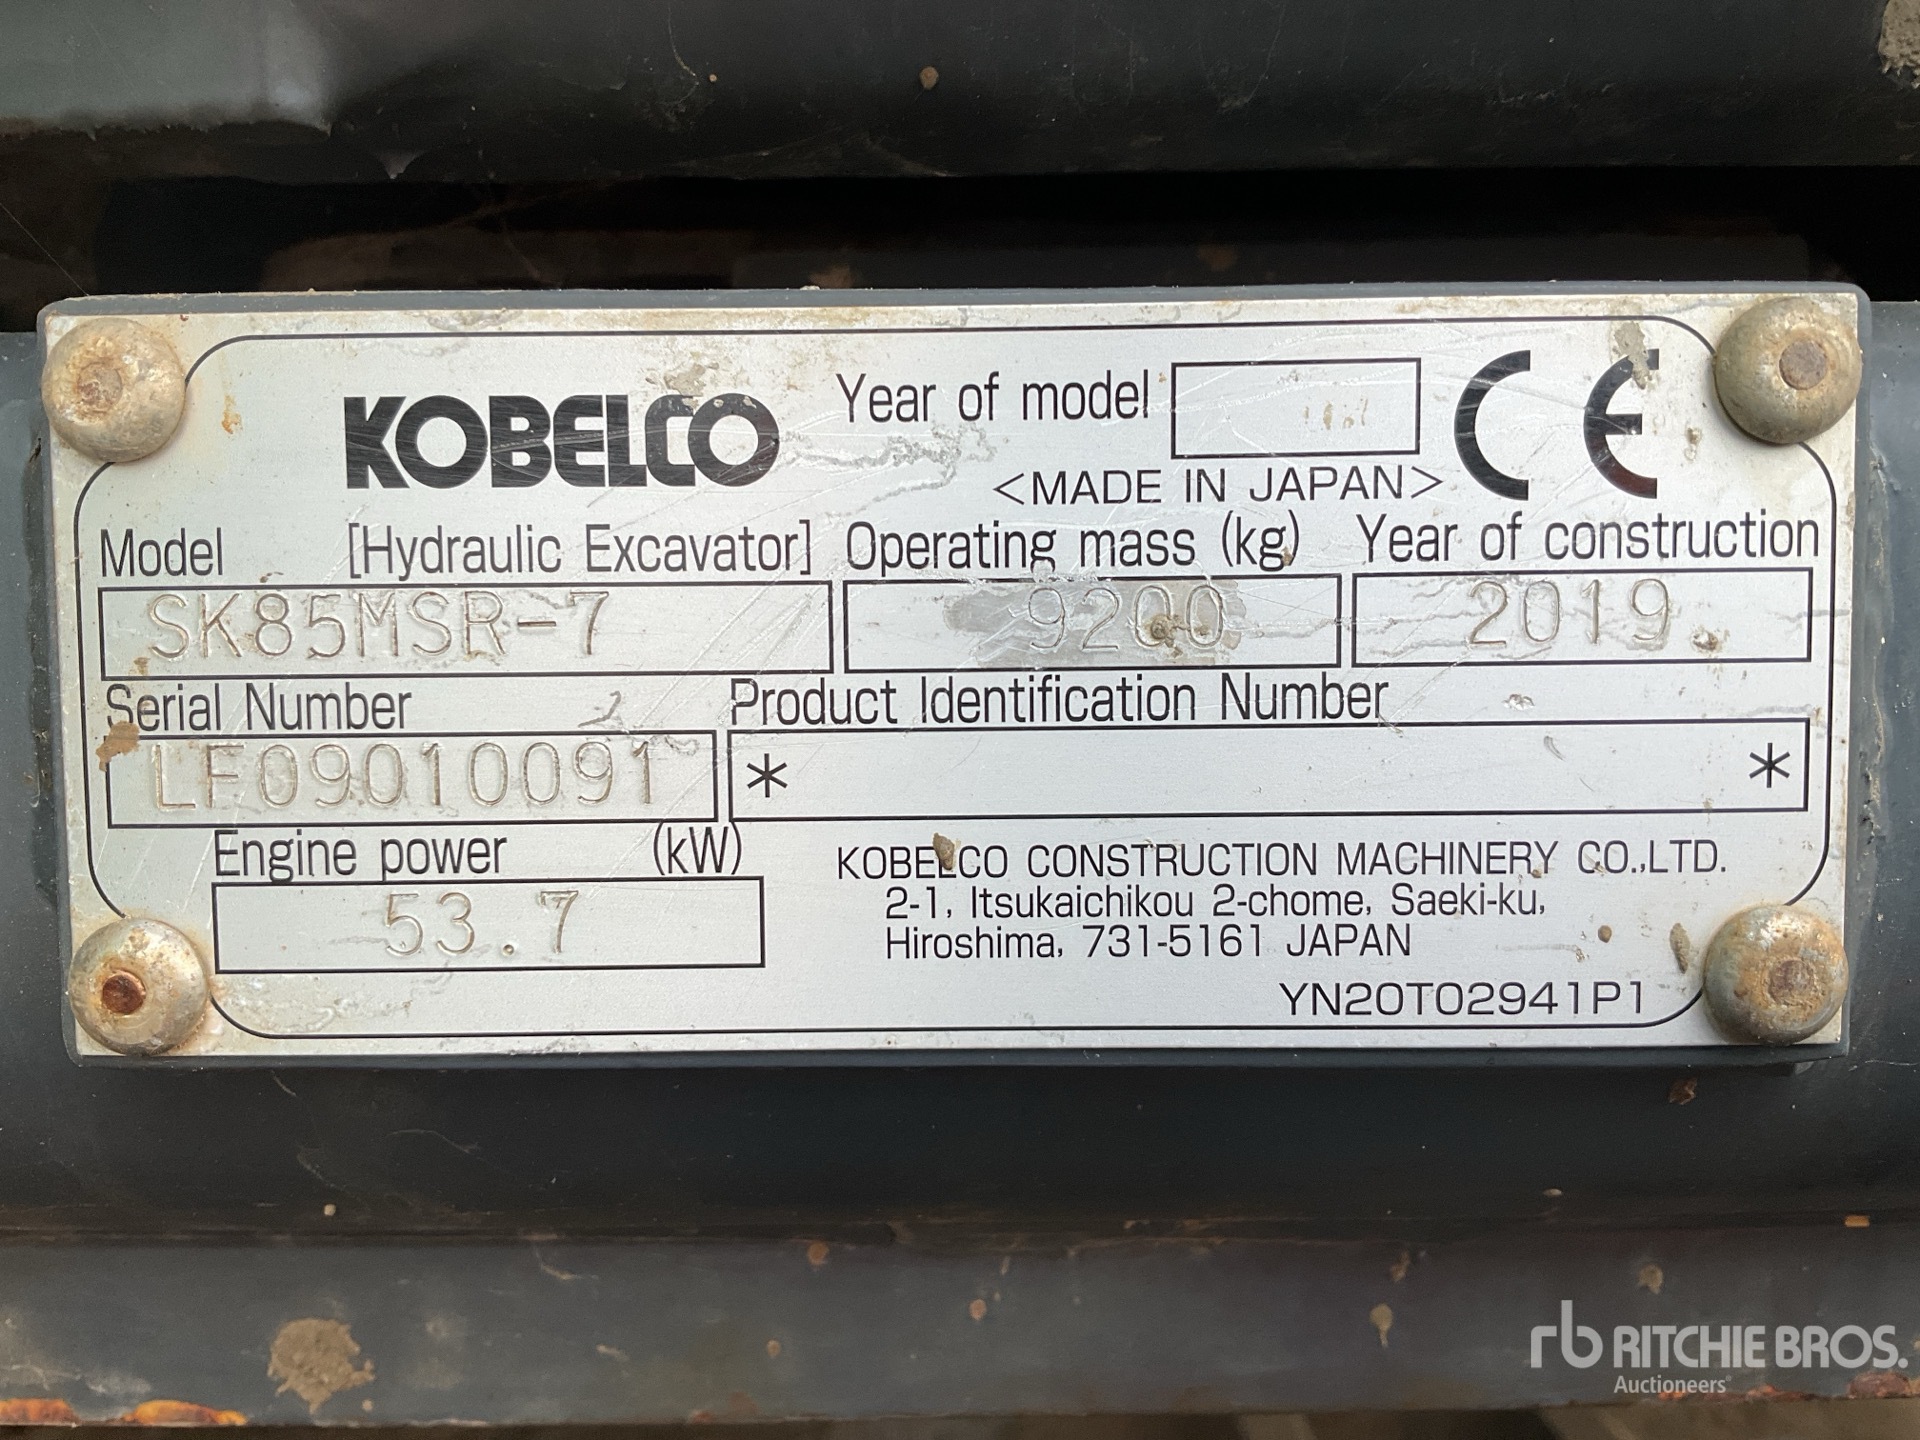 KOBELCO Year of model CE
<MADE IN JAPAN>
Model [Hydraulic Excavator] Operating mass (kg) Year of construction
SK85MSR-7 9200 2019.
Serial Number Product Identification Number
LF09010091 * *
Engine power (kW)
53.7
KOBELCO CONSTRUCTION MACHINERY CO.,LTD.
2-1, Itsukaichikou 2-chome, Saeki-ku,
Hiroshima, 731-5161 JAPAN
YN20T02941P1
rb RITCHIE BROS.
Auctioneers